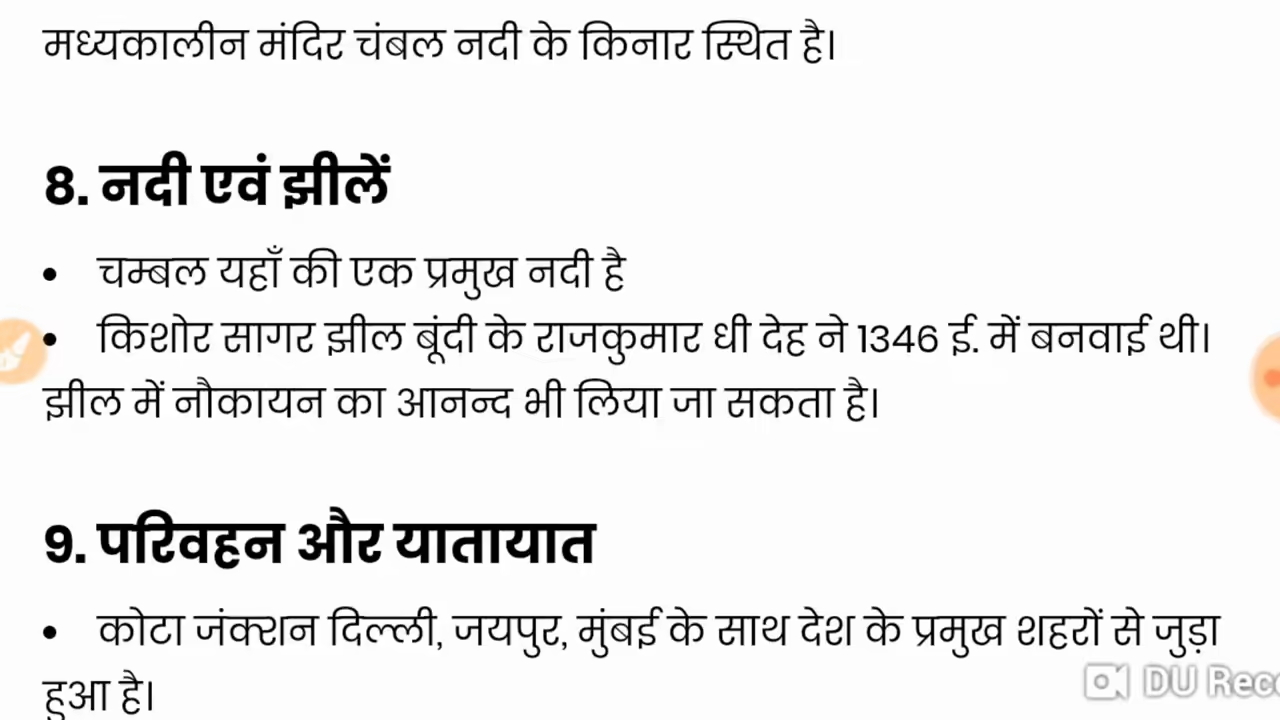 मध्यकालीन मंदिर चंबल नदी के किनार स्थित है।
8. नदी एवं झीलें
• चम्बल यहाँ की एक प्रमुख नदी है
• किशोर सागर झील बूंदी के राजकुमार धी देह ने 1346 ई. में बनवाई थी।
झील में नौकायन का आनन्द भी लिया जा सकता है।
9. परिवहन और यातायात
• कोटा जंक्शन दिल्ली, जयपुर, मुंबई के साथ देश के प्रमुख शहरों से जुड़ा
हुआ है।
DU Rec